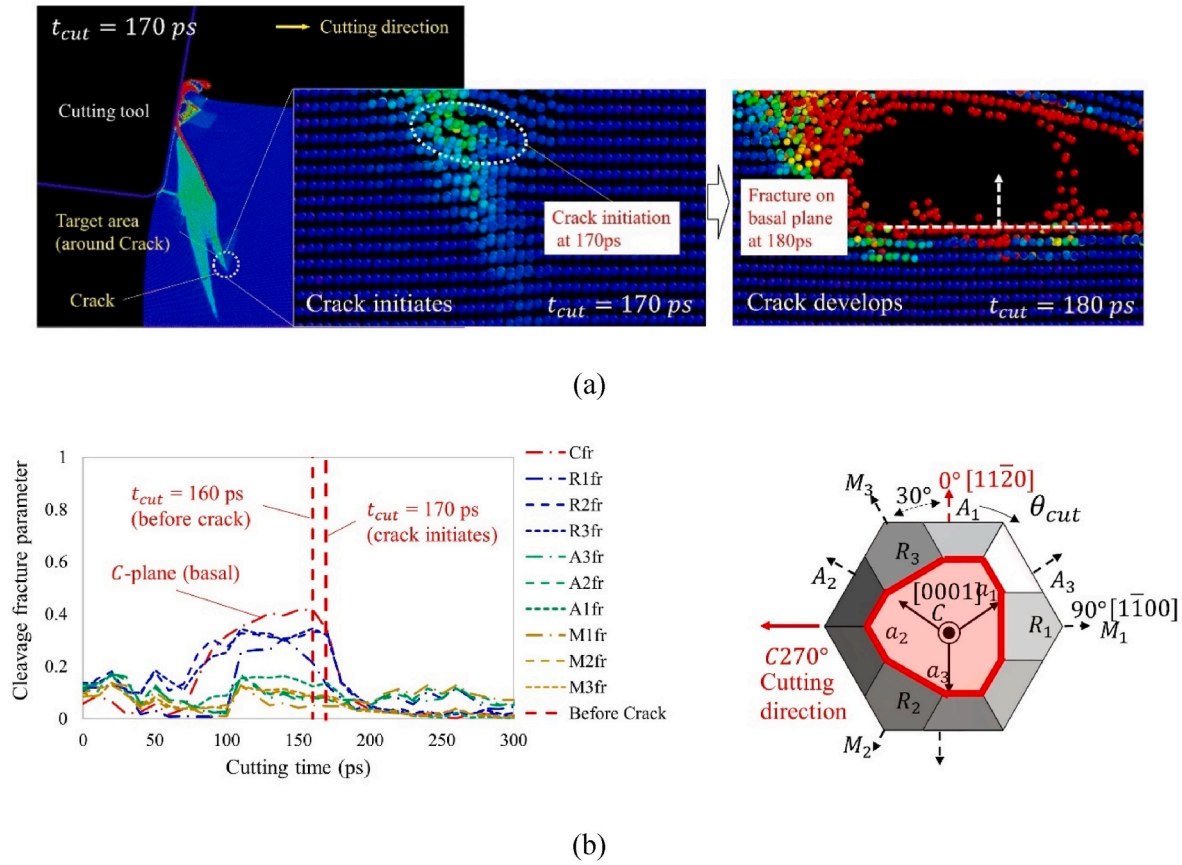 t_cut = 170 ps
Cutting direction
Cutting tool
Target area
(around Crack)
Crack
Crack initiation
at 170ps
Crack initiates
t_cut = 170 ps
Fracture on
basal plane
at 180ps
Crack develops
t_cut = 180 ps
(a)
Cleavage fracture parameter
1
0.8
0.6
0.4
0.2
0
0
50
100
150
200
250
300
Cutting time (ps)
t_cut = 160 ps
(before crack)
t_cut = 170 ps
(crack initiates)
C-plane (basal)
Cfr
R1fr
R2fr
R3fr
A3fr
A2fr
A1fr
M1fr
M2fr
M3fr
Before Crack
0° [112̅0]
M₃
30°
A₁
θ_cut
R₃
A₂
A₃
[0001]
a₁
C
90° [11̅00]
R₁
M₁
a₂
a₃
C270°
Cutting
direction
R₂
M₂
(b)